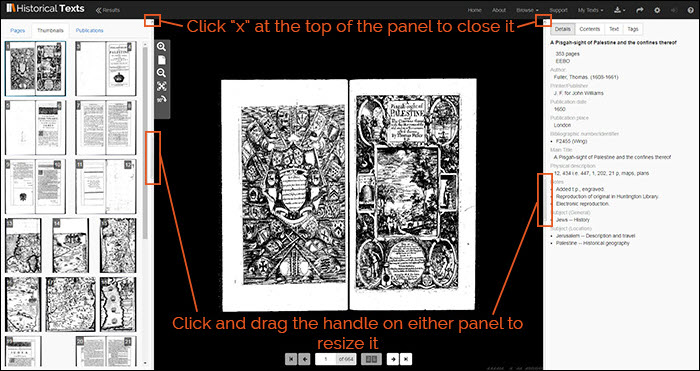 Historical Texts
Results
Home
About
Browse
Support
My Texts
Click "x" at the top of the panel to close it
Pages
Thumbnails
Publications
Details
Contents
Text
Tags
A Pisgah-sight of Palestine and the confines thereof
353 pages
EEBO
Author:
Fuller, Thomas, (1608-1661)
Printer/Publisher
J. F. for John Williams
Publication date
1650
Publication place
London
Bibliographic number/identifier
F2455 (Wing)
Main Title
A Pisgah-sight of Palestine and the confines thereof
Physical description
12, 434 i.e. 447, 1, 202, 21 p, maps, plans
Notes
Added t.p., engraved.
Reproduction of original in Huntington Library.
Electronic reproduction.
Subject (General)
Jews -- History
Subject (Location)
Jerusalem -- Description and travel
Palestine -- Historical geography
A
Pisgah-sight of
PALESTINE
by Thomas Fuller
Click and drag the handle on either panel to
resize it
1
of 664